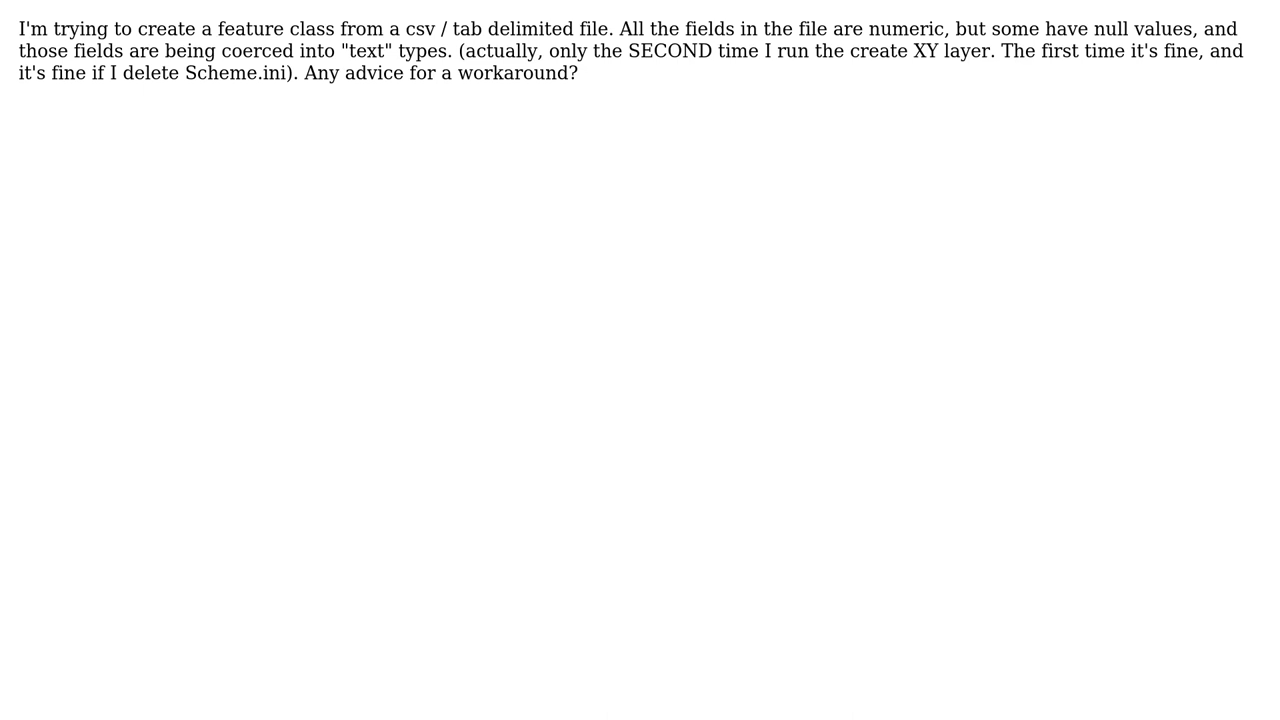 I'm trying to create a feature class from a csv / tab delimited file. All the fields in the file are numeric, but some have null values, and
those fields are being coerced into "text" types. (actually, only the SECOND time I run the create XY layer. The first time it's fine, and
it's fine if I delete Scheme.ini). Any advice for a workaround?